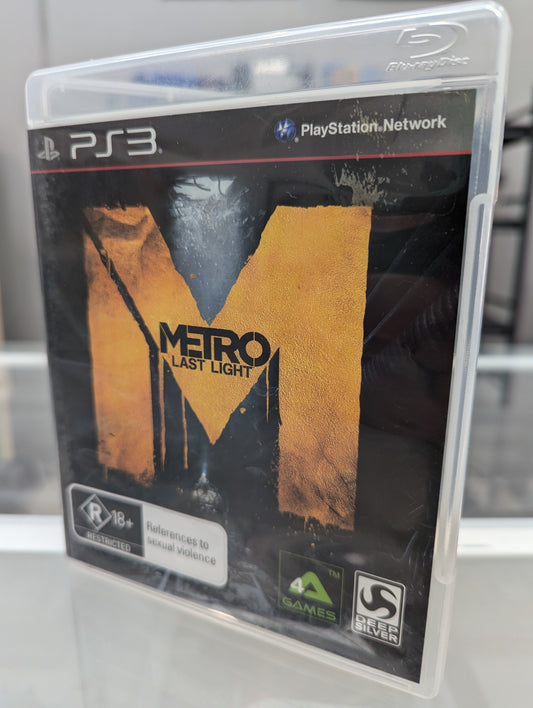 Blu-ray Disc
PS3
PlayStation Network
METRO
LAST LIGHT
R 18+
RESTRICTED
References to
sexual violence
4A
GAMES
TM
DEEP
SILVER